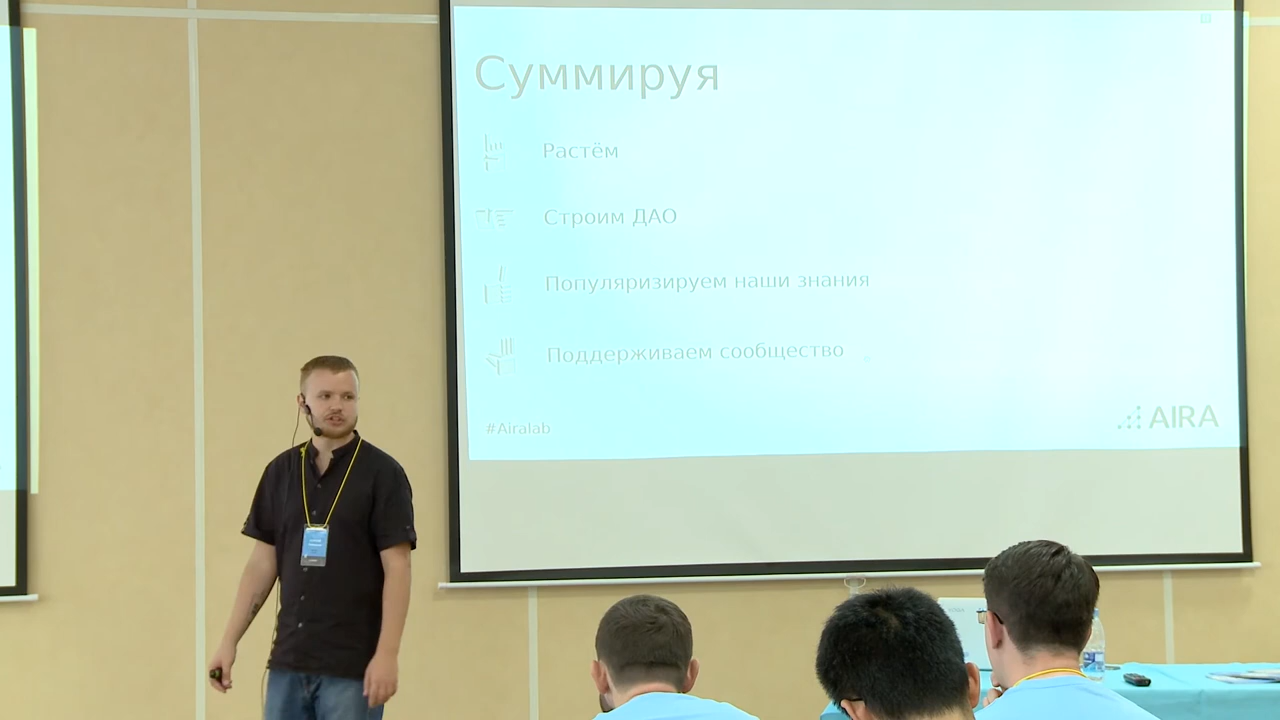 Суммируя
Растём
Строим ДАО
Популяризируем наши знания
Поддерживаем сообщество
#Airalab
AIRA